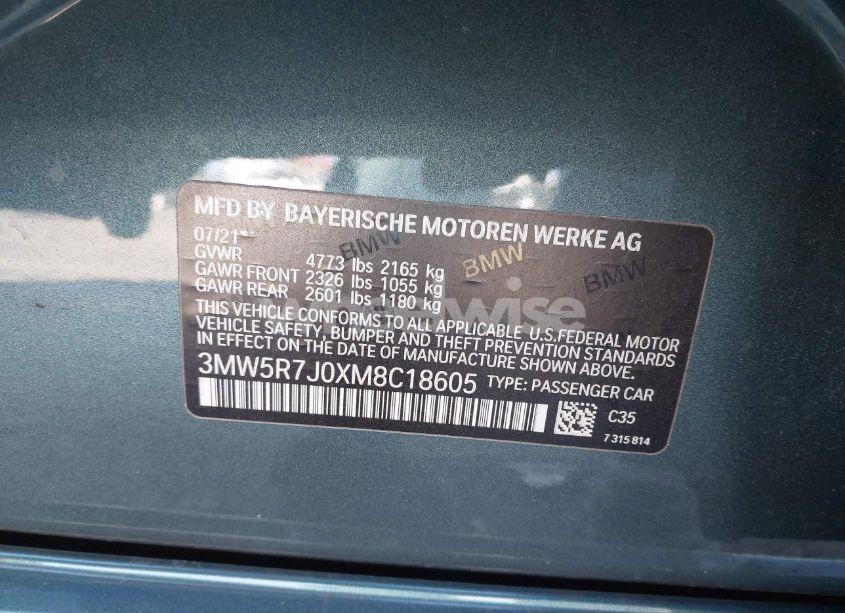 MFD BY BAYERISCHE MOTOREN WERKE AG
07/21
GVWR 4773 lbs 2165 kg
GAWR FRONT 2326 lbs 1055 kg
GAWR REAR 2601 lbs 1180 kg
BMW BMW BMW
THIS VEHICLE CONFORMS TO ALL APPLICABLE U.S.FEDERAL MOTOR
VEHICLE SAFETY, BUMPER AND THEFT PREVENTION STANDARDS
IN EFFECT ON THE DATE OF MANUFACTURE SHOWN ABOVE.
3MW5R7J0XM8C18605 TYPE: PASSENGER CAR
C35
7 315 814